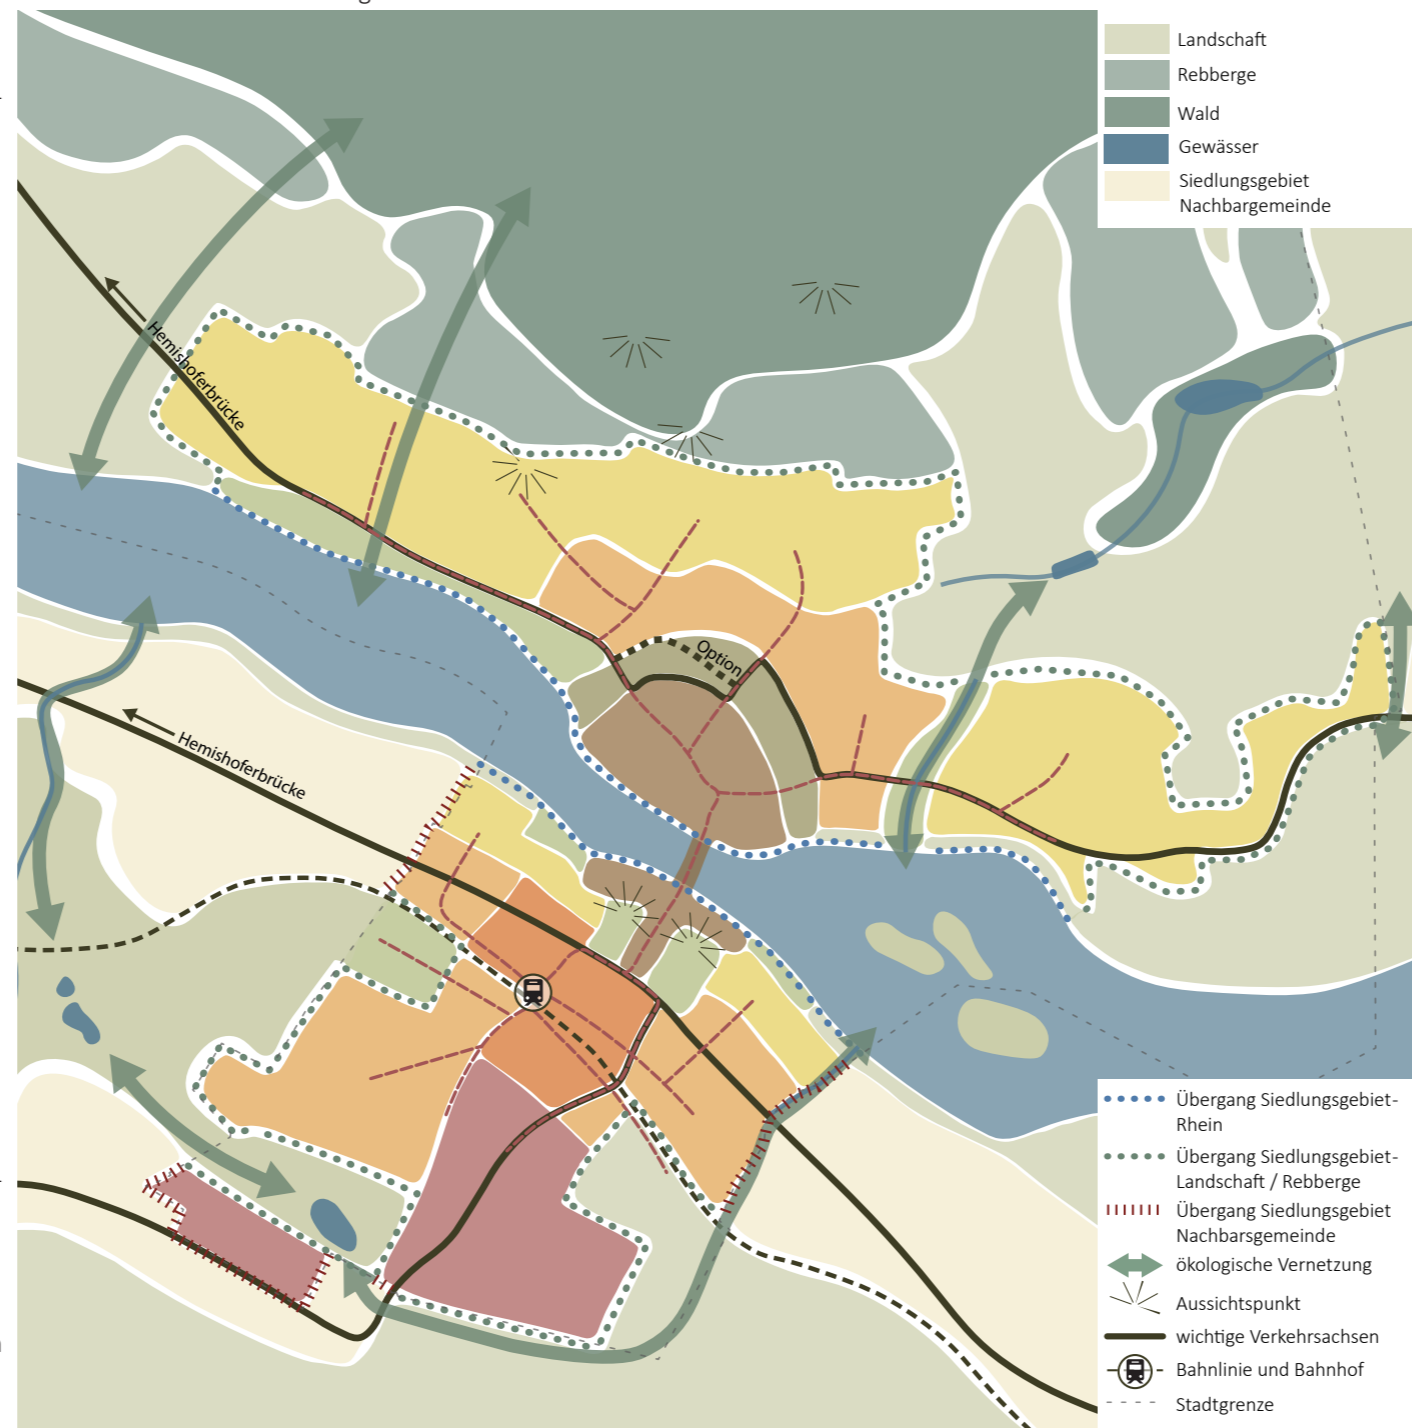 g
Landschaft
Rebberge
Wald
Gewässer
Siedlungsgebiet
Nachbargemeinde
Hemishoferbrücke
Option
Hemishoferbrücke
Übergang Siedlungsgebiet-
Rhein
Übergang Siedlungsgebiet-
Landschaft / Rebberge
Übergang Siedlungsgebiet
Nachbarsgemeinde
ökologische Vernetzung
Aussichtspunkt
wichtige Verkehrsachsen
Bahnlinie und Bahnhof
Stadtgrenze